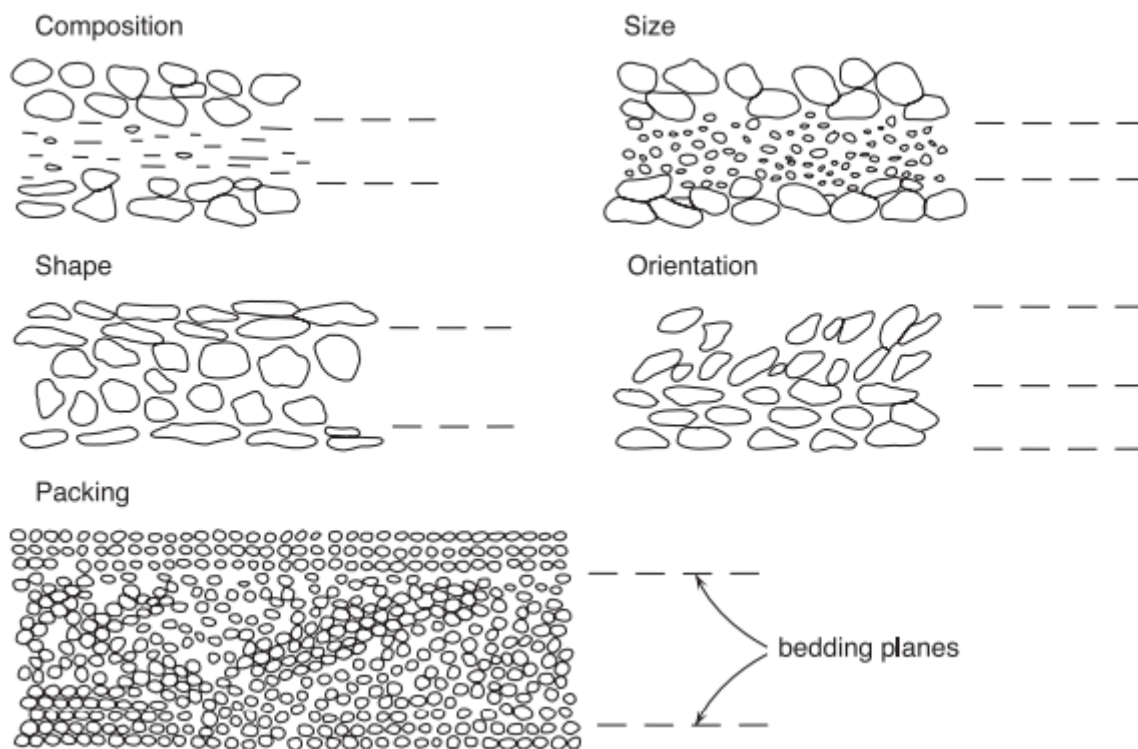 Composition
Size
Shape
Orientation
Packing
bedding planes